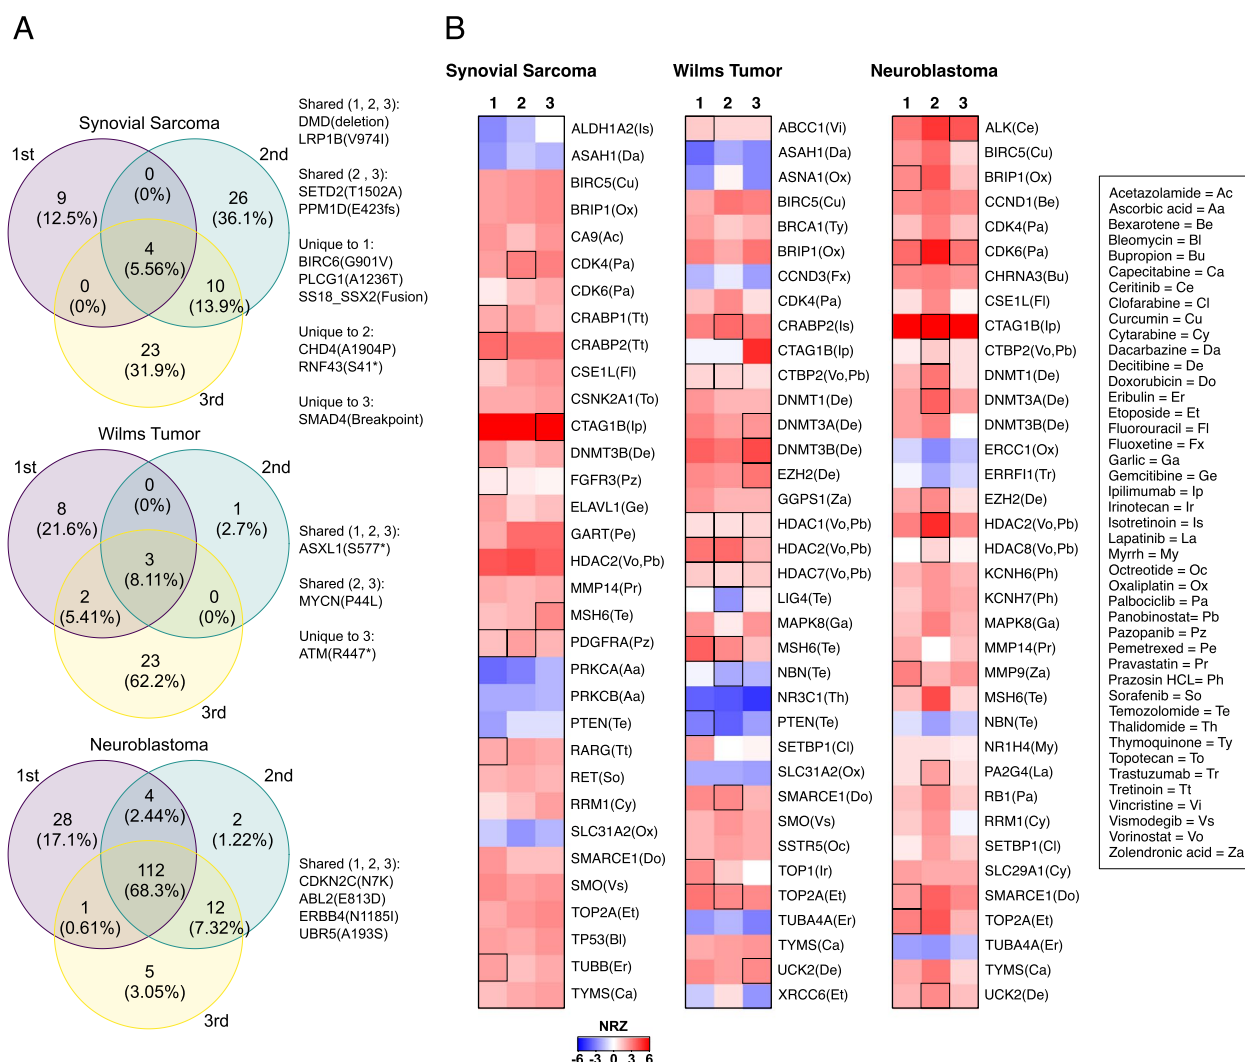 A
Synovial Sarcoma
1st
2nd
3rd
9
(12.5%)
0
(0%)
26
(36.1%)
4
(5.56%)
0
(0%)
10
(13.9%)
23
(31.9%)
Shared (1, 2, 3):
DMD(deletion)
LRP1B(V974I)
Shared (2 , 3):
SETD2(T1502A)
PPM1D(E423fs)
Unique to 1:
BIRC6(G901V)
PLCG1(A1236T)
SS18_SSX2(Fusion)
Unique to 2:
CHD4(A1904P)
RNF43(S41*)
Unique to 3:
SMAD4(Breakpoint)
Wilms Tumor
1st
2nd
3rd
8
(21.6%)
0
(0%)
1
(2.7%)
3
(8.11%)
2
(5.41%)
0
(0%)
23
(62.2%)
Shared (1, 2, 3):
ASXL1(S577*)
Shared (2, 3):
MYCN(P44L)
Unique to 3:
ATM(R447*)
Neuroblastoma
1st
2nd
3rd
28
(17.1%)
4
(2.44%)
2
(1.22%)
112
(68.3%)
1
(0.61%)
12
(7.32%)
5
(3.05%)
Shared (1, 2, 3):
CDKN2C(N7K)
ABL2(E813D)
ERBB4(N1185I)
UBR5(A193S)
B
Synovial Sarcoma
1 2 3
ALDH1A2(Is)
ASAH1(Da)
BIRC5(Cu)
BRIP1(Ox)
CA9(Ac)
CDK4(Pa)
CDK6(Pa)
CRABP1(Tt)
CRABP2(Tt)
CSE1L(Fl)
CSNK2A1(To)
CTAG1B(Ip)
DNMT3B(De)
FGFR3(Pz)
ELAVL1(Ge)
GART(Pe)
HDAC2(Vo,Pb)
MMP14(Pr)
MSH6(Te)
PDGFRA(Pz)
PRKCA(Aa)
PRKCB(Aa)
PTEN(Te)
RARG(Tt)
RET(So)
RRM1(Cy)
SLC31A2(Ox)
SMARCE1(Do)
SMO(Vs)
TOP2A(Et)
TP53(Bl)
TUBB(Er)
TYMS(Ca)
Wilms Tumor
1 2 3
ABCC1(Vi)
ASAH1(Da)
ASNA1(Ox)
BIRC5(Cu)
BRCA1(Ty)
BRIP1(Ox)
CCND3(Fx)
CDK4(Pa)
CRABP2(Is)
CTAG1B(Ip)
CTBP2(Vo,Pb)
DNMT1(De)
DNMT3A(De)
DNMT3B(De)
EZH2(De)
GGPS1(Za)
HDAC1(Vo,Pb)
HDAC2(Vo,Pb)
HDAC7(Vo,Pb)
LIG4(Te)
MAPK8(Ga)
MSH6(Te)
NBN(Te)
NR3C1(Th)
PTEN(Te)
SETBP1(Cl)
SLC31A2(Ox)
SMARCE1(Do)
SMO(Vs)
SSTR5(Oc)
TOP1(Ir)
TOP2A(Et)
TUBA4A(Er)
TYMS(Ca)
UCK2(De)
XRCC6(Et)
Neuroblastoma
1 2 3
ALK(Ce)
BIRC5(Cu)
BRIP1(Ox)
CCND1(Be)
CDK4(Pa)
CDK6(Pa)
CHRNA3(Bu)
CSE1L(Fl)
CTAG1B(Ip)
CTBP2(Vo,Pb)
DNMT1(De)
DNMT3A(De)
DNMT3B(De)
ERCC1(Ox)
ERRFI1(Tr)
EZH2(De)
HDAC2(Vo,Pb)
HDAC8(Vo,Pb)
KCNH6(Ph)
KCNH7(Ph)
MAPK8(Ga)
MMP14(Pr)
MMP9(Za)
MSH6(Te)
NBN(Te)
NR1H4(My)
PA2G4(La)
RB1(Pa)
RRM1(Cy)
SETBP1(Cl)
SLC29A1(Cy)
SMARCE1(Do)
TOP2A(Et)
TUBA4A(Er)
TYMS(Ca)
UCK2(De)
NRZ
-6 -3 0 3 6
Acetazolamide = Ac
Ascorbic acid = Aa
Bexarotene = Be
Bleomycin = Bl
Bupropion = Bu
Capecitabine = Ca
Ceritinib = Ce
Clofarabine = Cl
Curcumin = Cu
Cytarabine = Cy
Dacarbazine = Da
Decitibine = De
Doxorubicin = Do
Eribulin = Er
Etoposide = Et
Fluorouracil = Fl
Fluoxetine = Fx
Garlic = Ga
Gemcitibine = Ge
Ipilimumab = Ip
Irinotecan = Ir
Isotretinoin = Is
Lapatinib = La
Myrrh = My
Octreotide = Oc
Oxaliplatin = Ox
Palbociclib = Pa
Panobinostat= Pb
Pazopanib = Pz
Pemetrexed = Pe
Pravastatin = Pr
Prazosin HCL= Ph
Sorafenib = So
Temozolomide = Te
Thalidomide = Th
Thymoquinone = Ty
Topotecan = To
Trastuzumab = Tr
Tretinoin = Tt
Vincristine = Vi
Vismodegib = Vs
Vorinostat = Vo
Zolendronic acid = Za